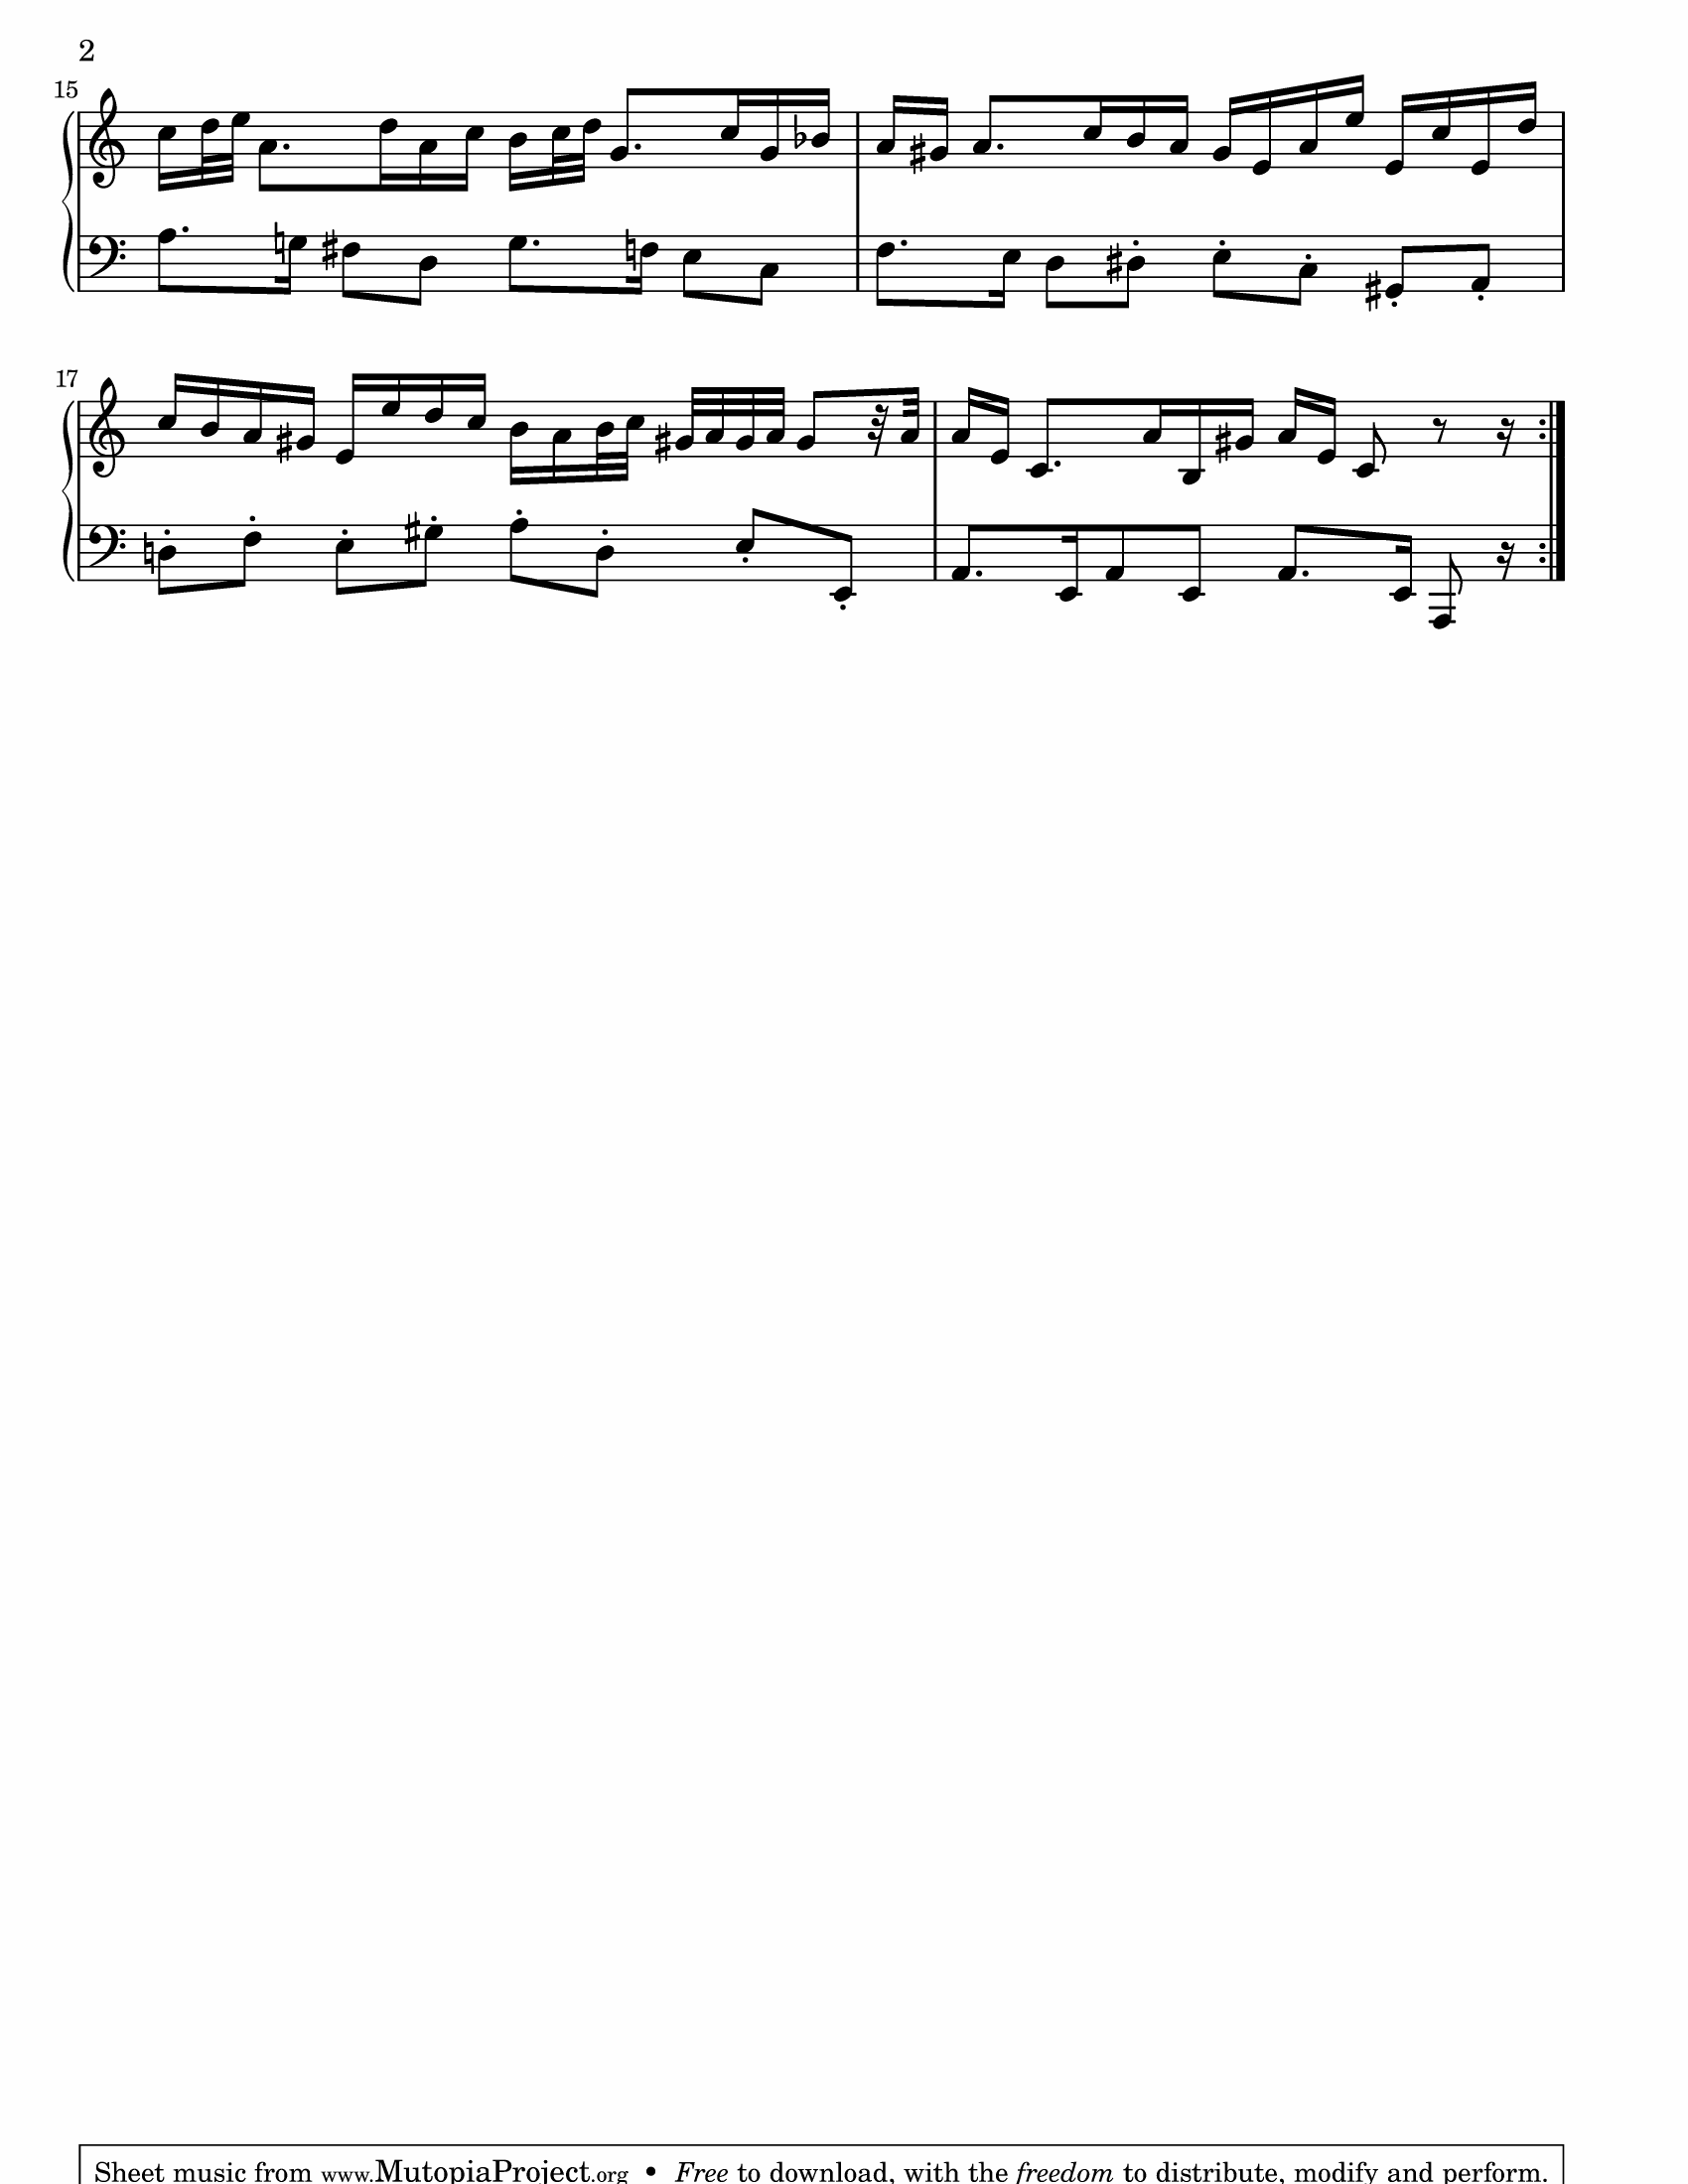 2
15
17
Sheet music from www.MutopiaProject.org • Free to download, with the freedom to distribute, modify and perform.